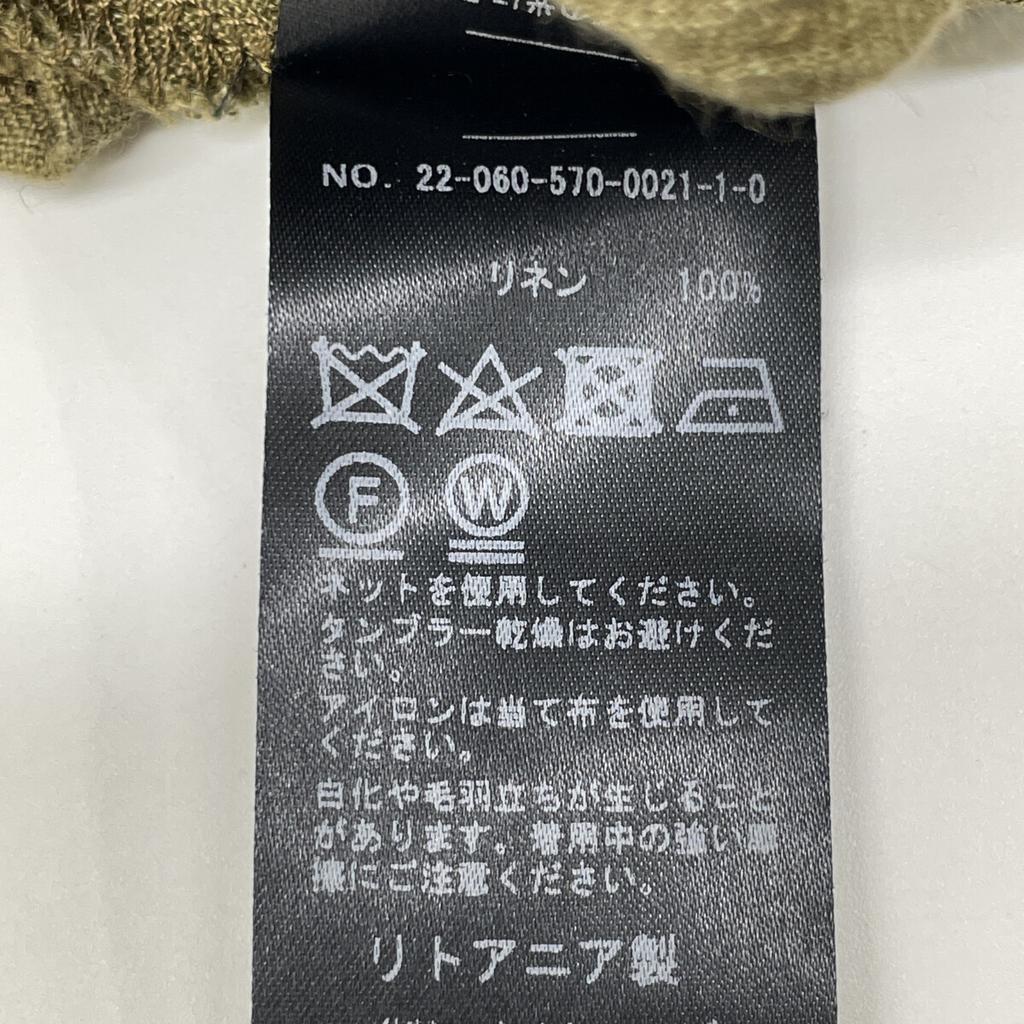 NO. 22-060-570-0021-1-0
リネン 100%
F W
ネットを使用してください。
タンブラー乾燥はお避けくだ
さい。
アイロンは当て布を使用して
ください。
白化や毛羽立ちが生じること
があります。着用中の強い摩
擦にご注意ください。
リトアニア製